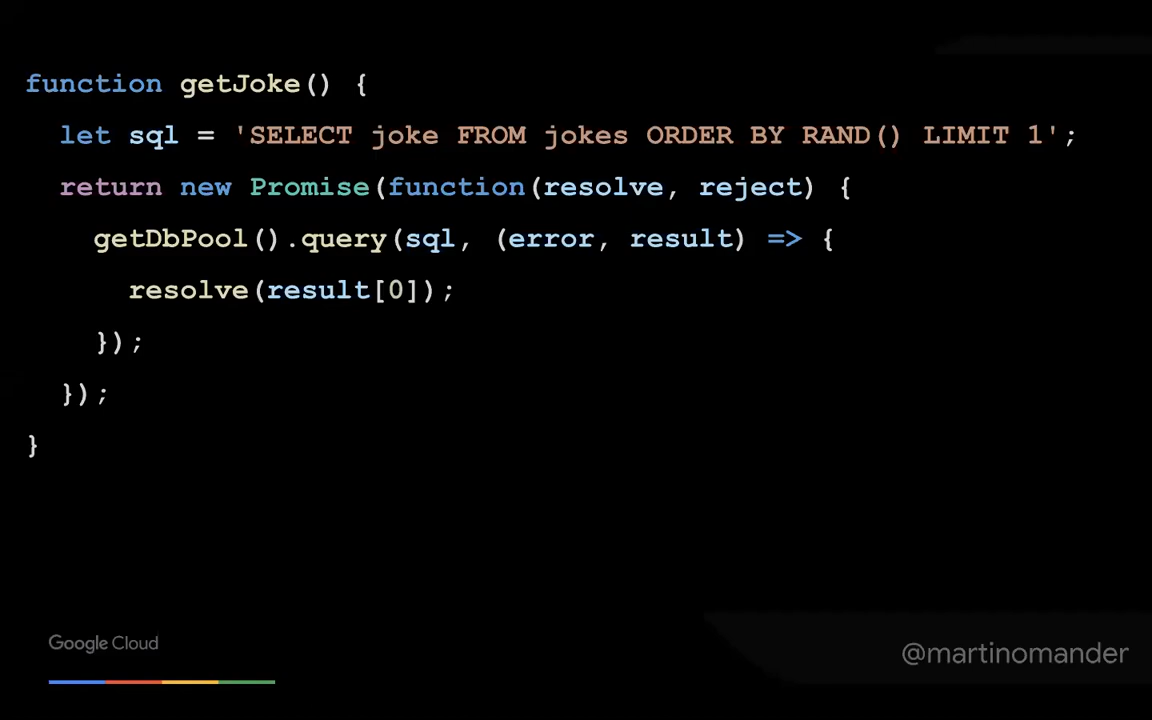 function getJoke() {
let sql = 'SELECT joke FROM jokes ORDER BY RAND() LIMIT 1';
return new Promise(function(resolve, reject) {
getDbPool().query(sql, (error, result) => {
resolve(result[0]);
});
});
}
Google Cloud
@martinomander